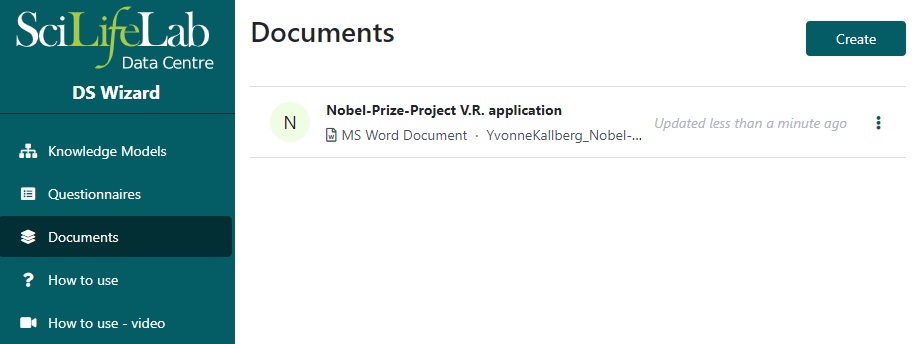 SciLifeLab
Data Centre
DS Wizard
Knowledge Models
Questionnaires
Documents
How to use
How to use - video
Documents
Create
N
Nobel-Prize-Project V.R. application
MS Word Document · YvonneKallberg_Nobel-...
Updated less than a minute ago